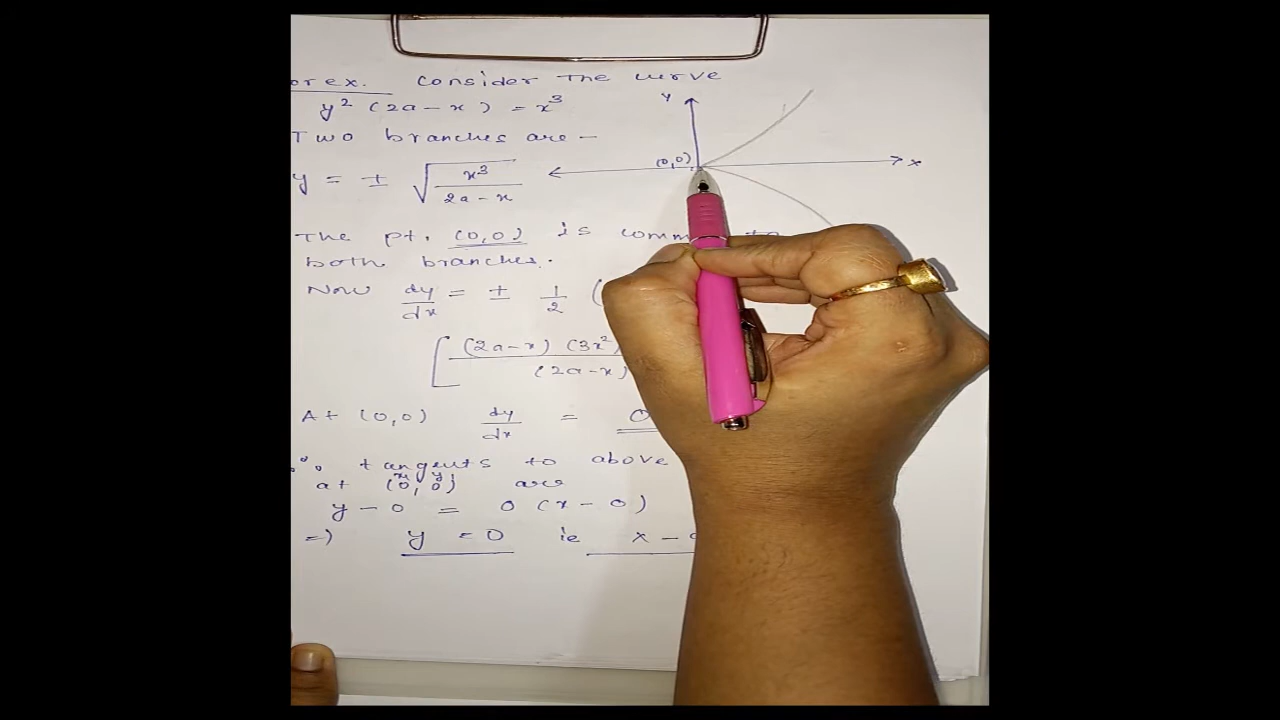 orex. Consider the curve
y² (2a - x) = x³
Two branches are -
y = ± √ x³ / 2a - x
The pt. (0,0) is comm to
both branches.
Now dy/dx = ± 1/2 (
[ (2a-x) (3x²) / (2a-x)
At (0,0) dy/dx = 0
∴ tangents to above
x y
at (0,0) are
y - 0 = 0 (x - 0)
=) y = 0 ie x -
Y
(0,0)
x